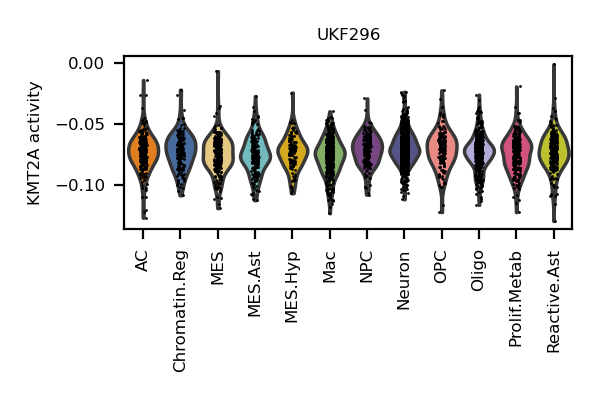 UKF296
KMT2A activity
0.00
−0.05
−0.10
AC
Chromatin.Reg
MES
MES.Ast
MES.Hyp
Mac
NPC
Neuron
OPC
Oligo
Prolif.Metab
Reactive.Ast